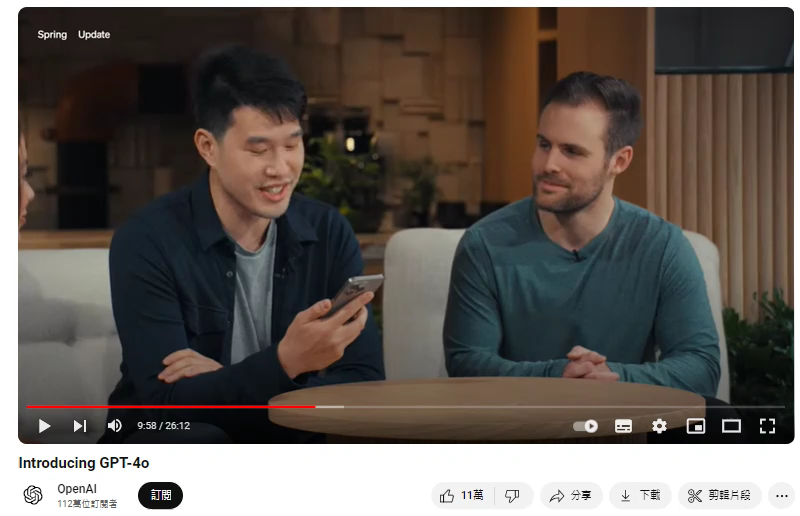 Spring Update
9:58 / 26:12
Introducing GPT-4o
OpenAI
112萬位訂閱者
訂閱
11萬
分享
下載
剪輯片段